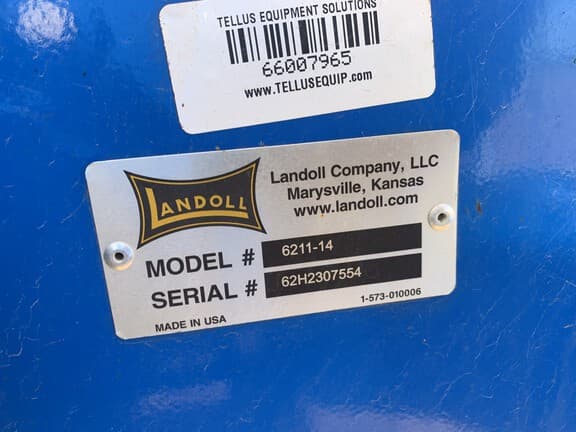 TELLUS EQUIPMENT SOLUTIONS
66007965
www.TELLUSEQUIP.com
LANDOLL
Landoll Company, LLC
Marysville, Kansas
www.landoll.com
MODEL # 6211-14
SERIAL # 62H2307554
1-573-010006
MADE IN USA